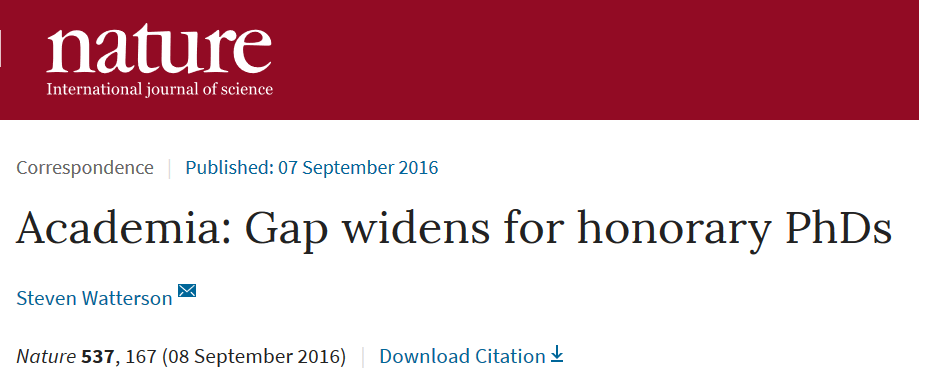 nature
International journal of science
Correspondence | Published: 07 September 2016
Academia: Gap widens for honorary PhDs
Steven Watterson
Nature 537, 167 (08 September 2016) | Download Citation